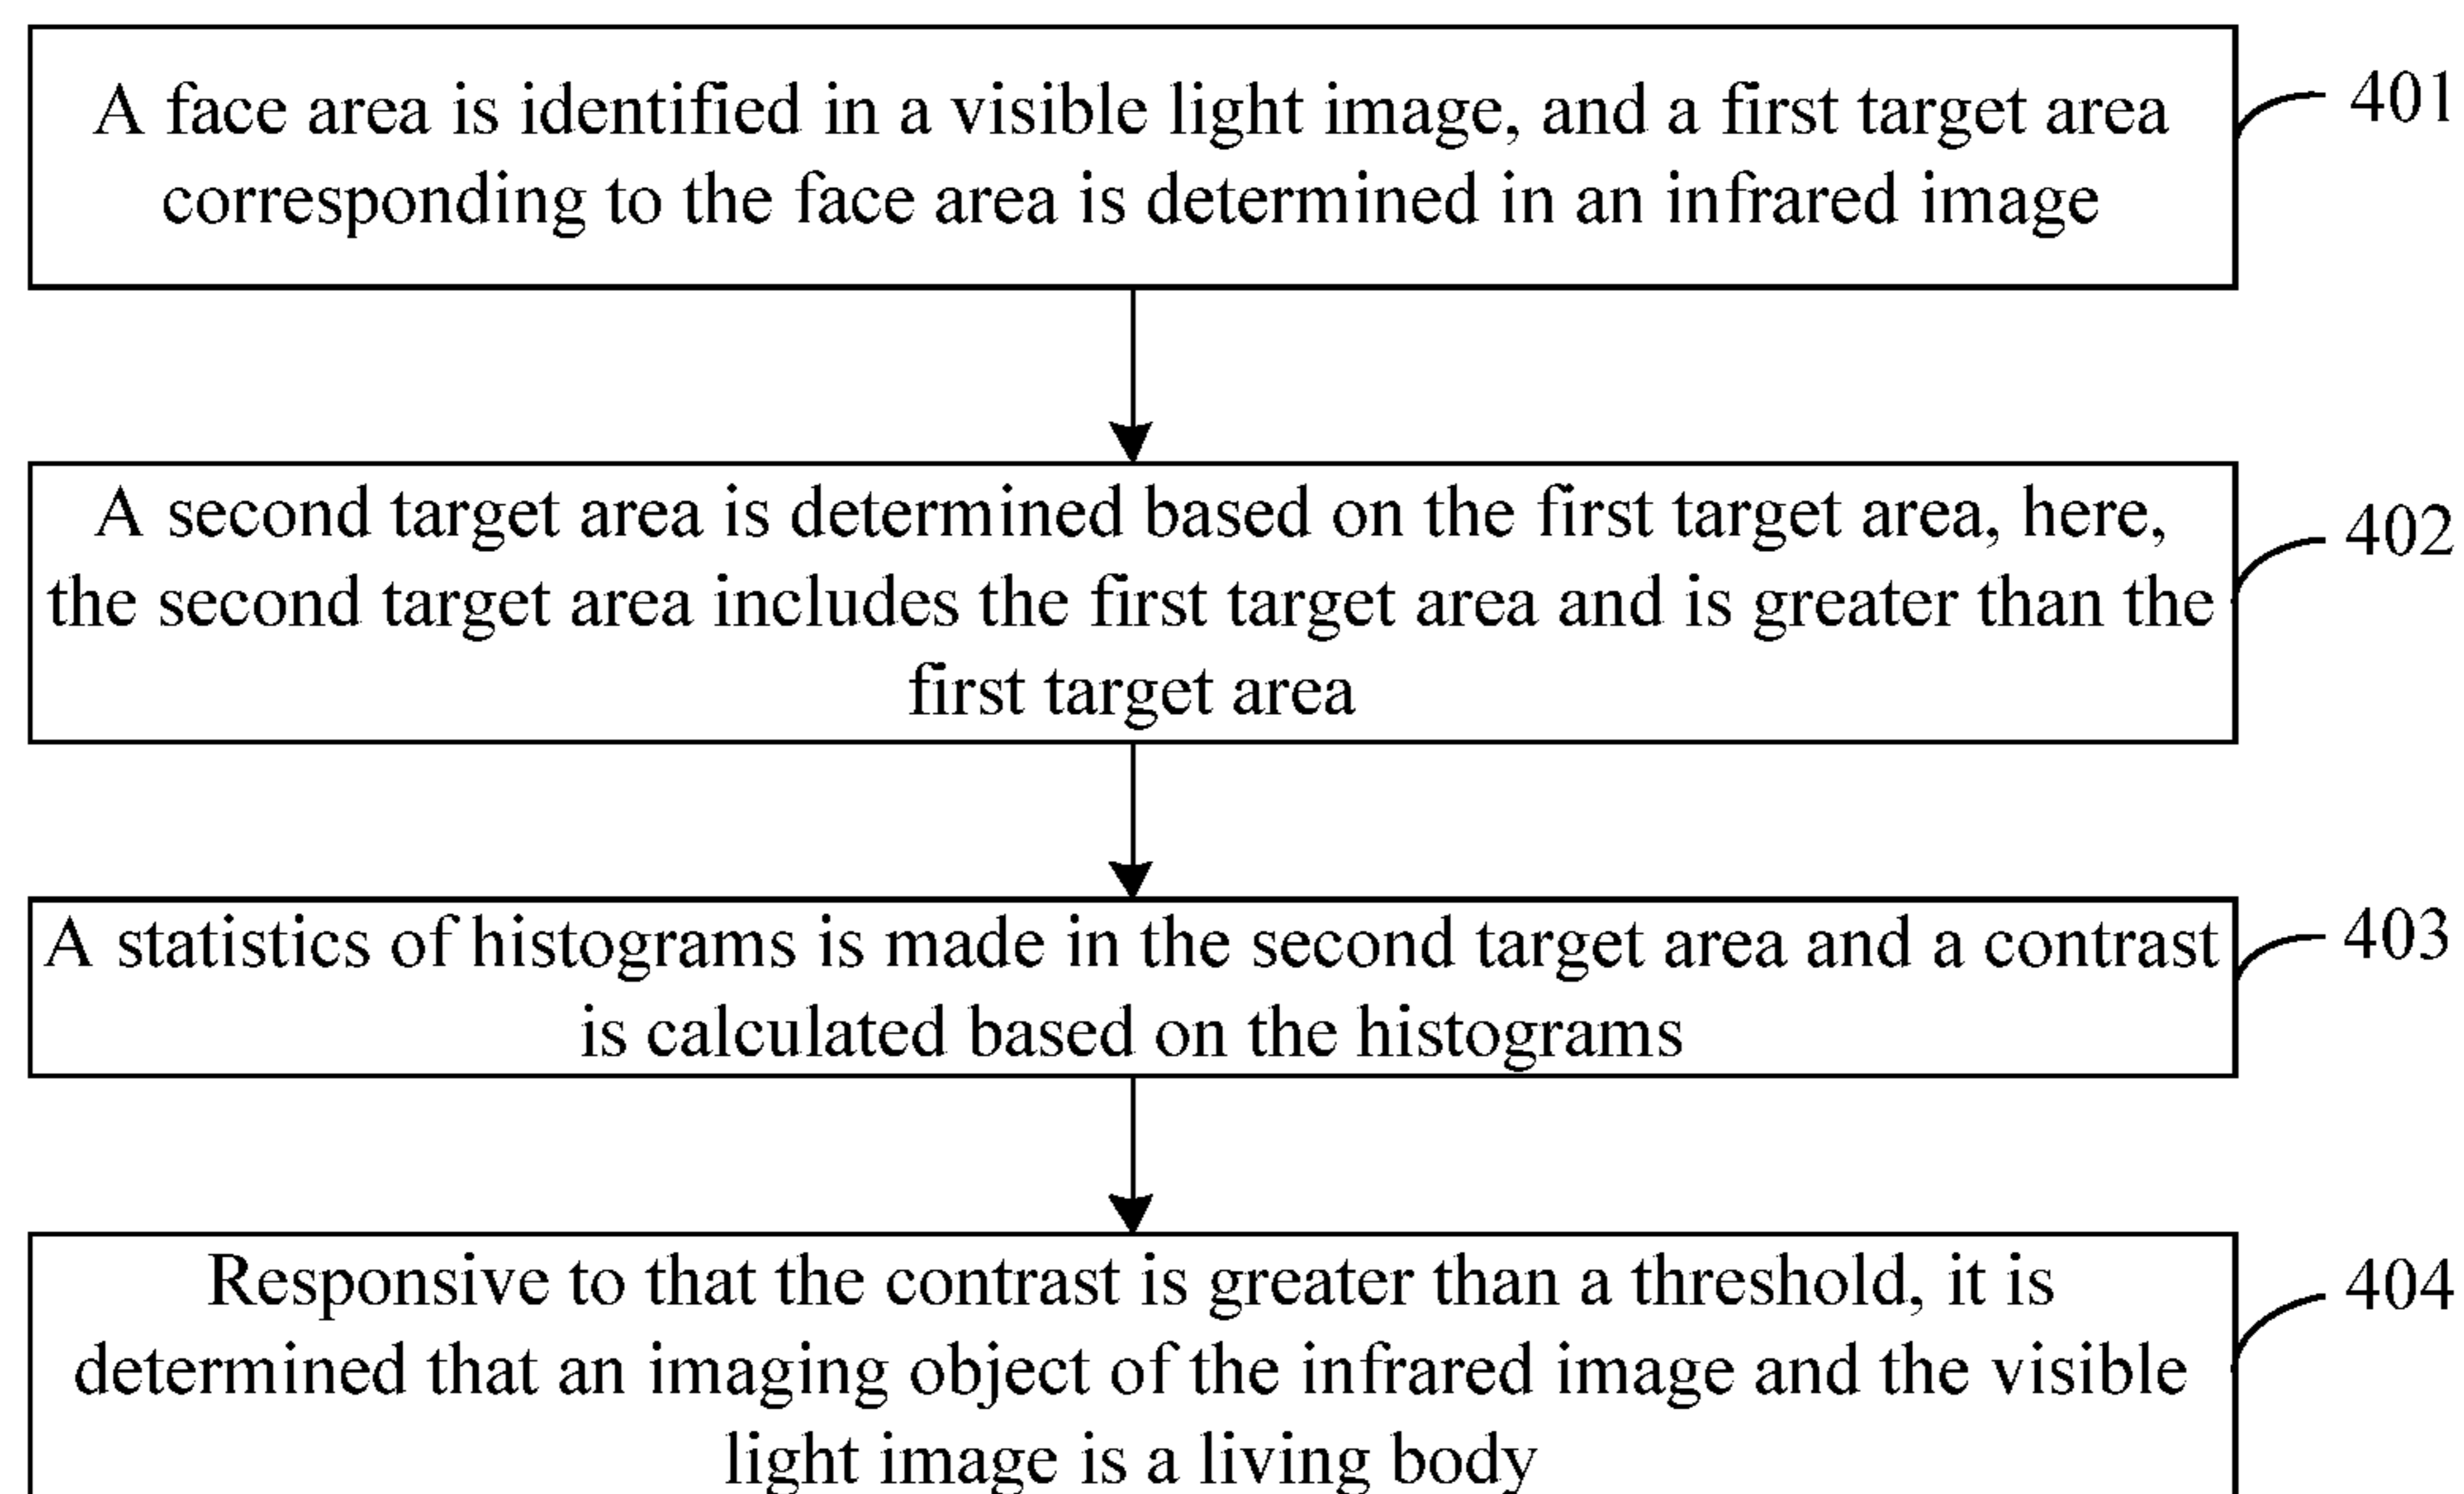 A face area is identified in a visible light image, and a first target area
corresponding to the face area is determined in an infrared image
401
A second target area is determined based on the first target area, here,
the second target area includes the first target area and is greater than the
first target area
402
A statistics of histograms is made in the second target area and a contrast
is calculated based on the histograms
403
Responsive to that the contrast is greater than a threshold, it is
determined that an imaging object of the infrared image and the visible
light image is a living body
404